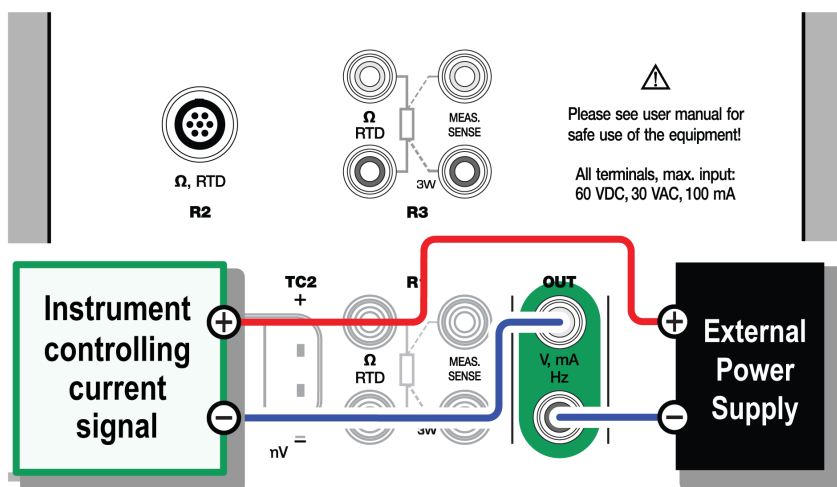 Ω
RTD
MEAS.
SENSE
3W
Ω, RTD
R2
R3
Please see user manual for
safe use of the equipment!
All terminals, max. input:
60 VDC, 30 VAC, 100 mA
TC2
+
R1
OUT
Instrument
controlling
current
signal
+
−
Ω
RTD
MEAS.
SENSE
3W
mV
−
V, mA
Hz
+
−
External
Power
Supply